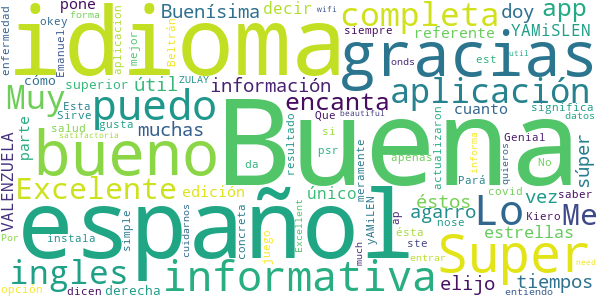 enfermedad
okey
Emanuel
forma
aplicación
pone
mejor
Beltrán
Buenísima
decir
wifi
siempre
completa
referente
doy
app
YAMiSLEN
cómo
idioma
gracias
onds
est
útil
Muy
superior
útil
ZULAY
información
encanta
cuanto
significa
datos
aplicación
VALENZUELA
parte
bueno
puedo
Esta
Sirve
salud
gusta
satisfactoria
muchas
da
Buena
Que
beautiful
si
psr
resultado
apenas
meramente
actualizaron
Genial
No
informa
quieros
súper
Excelente
edición
único
éstos
vez
Pará
covid
saber
español
agarro
nose
Lo
Kiero
Me
estrellas
Por
instala
simple
cuidarnos
yAMiLEN
concreta
juego
Excellent
ap
ésta
ste
entrar
Super
ingles
informativa
elijo
tiempos
opción
dicen
derecha
much
entiendo
need